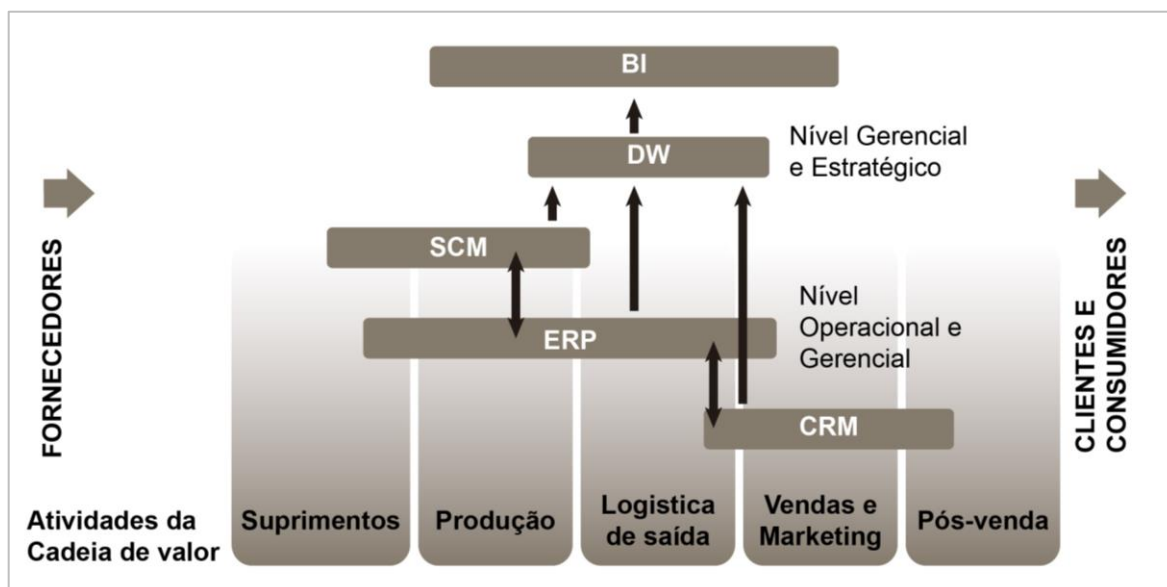 BI
DW
Nível Gerencial
e Estratégico
SCM
ERP
Nível
Operacional e
Gerencial
CRM
FORNECEDORES
CLIENTES E
CONSUMIDORES
Atividades da
Cadeia de valor
Suprimentos
Produção
Logistica
de saída
Vendas e
Marketing
Pós-venda